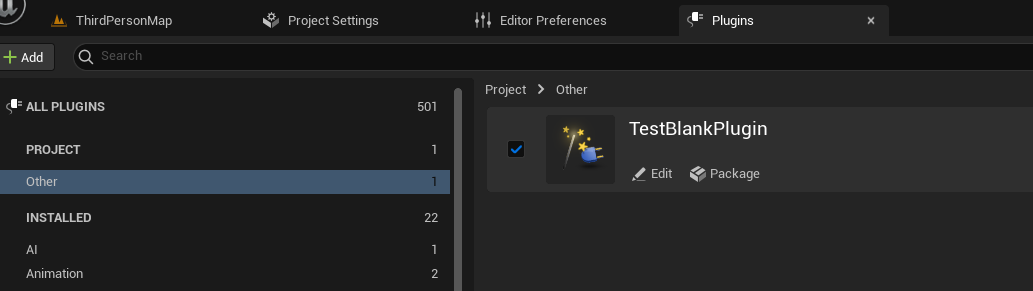 ThirdPersonMap
Project Settings
Editor Preferences
Plugins
Add
Search
ALL PLUGINS 501
PROJECT 1
Other 1
INSTALLED 22
AI 1
Animation 2
Project > Other
TestBlankPlugin
Edit
Package